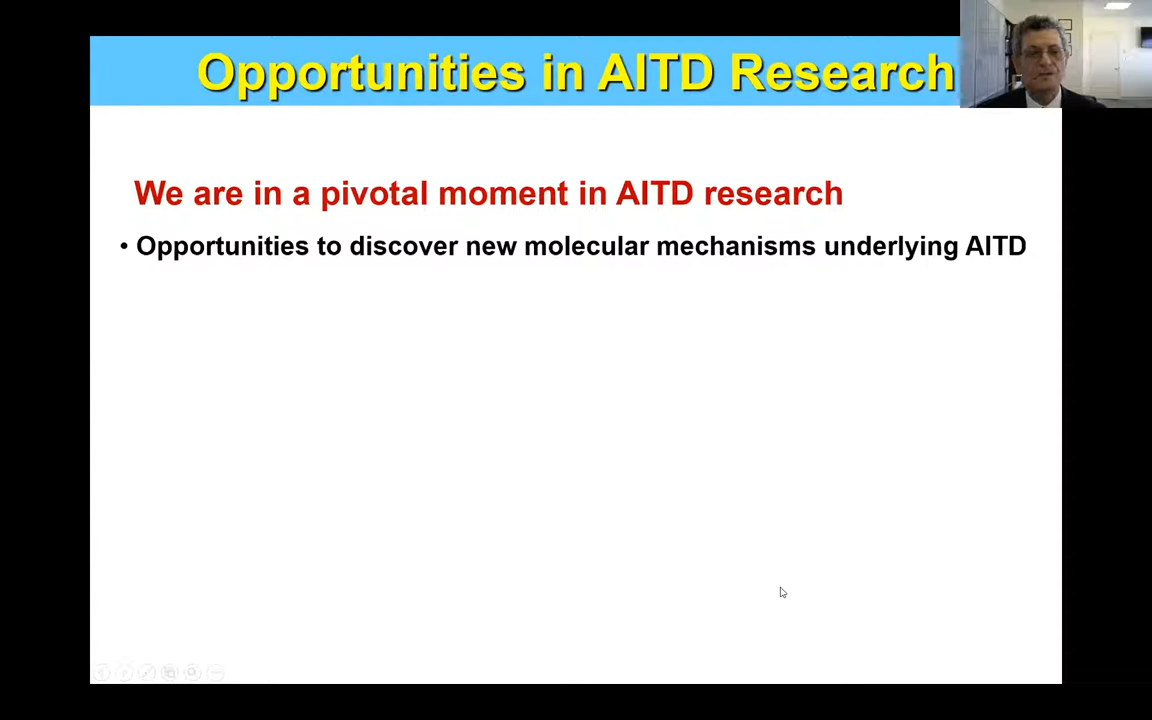 Opportunities in AITD Research
We are in a pivotal moment in AITD research
• Opportunities to discover new molecular mechanisms underlying AITD